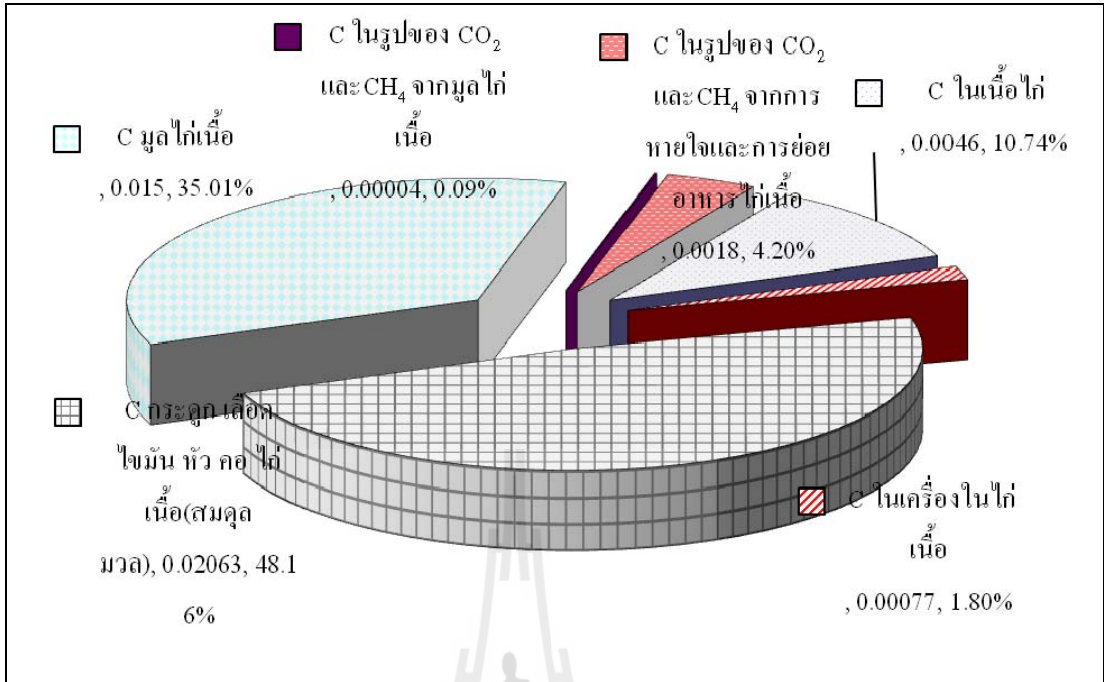 C ในรูปของ CO₂
และ CH₄ จากมูลไก่
เนื้อ
, 0.00004, 0.09%
C ในรูปของ CO₂
และ CH₄ จากการ
หายใจและการย่อย
อาหารไก่เนื้อ
, 0.0018, 4.20%
C ในเนื้อไก่
, 0.0046, 10.74%
C มูลไก่เนื้อ
, 0.015, 35.01%
C กระดูก เลือด
ไขมัน หัว คอ ไก่
เนื้อ(สมดุล
มวล), 0.02063, 48.1
6%
C ในเครื่องในไก่
เนื้อ
, 0.00077, 1.80%